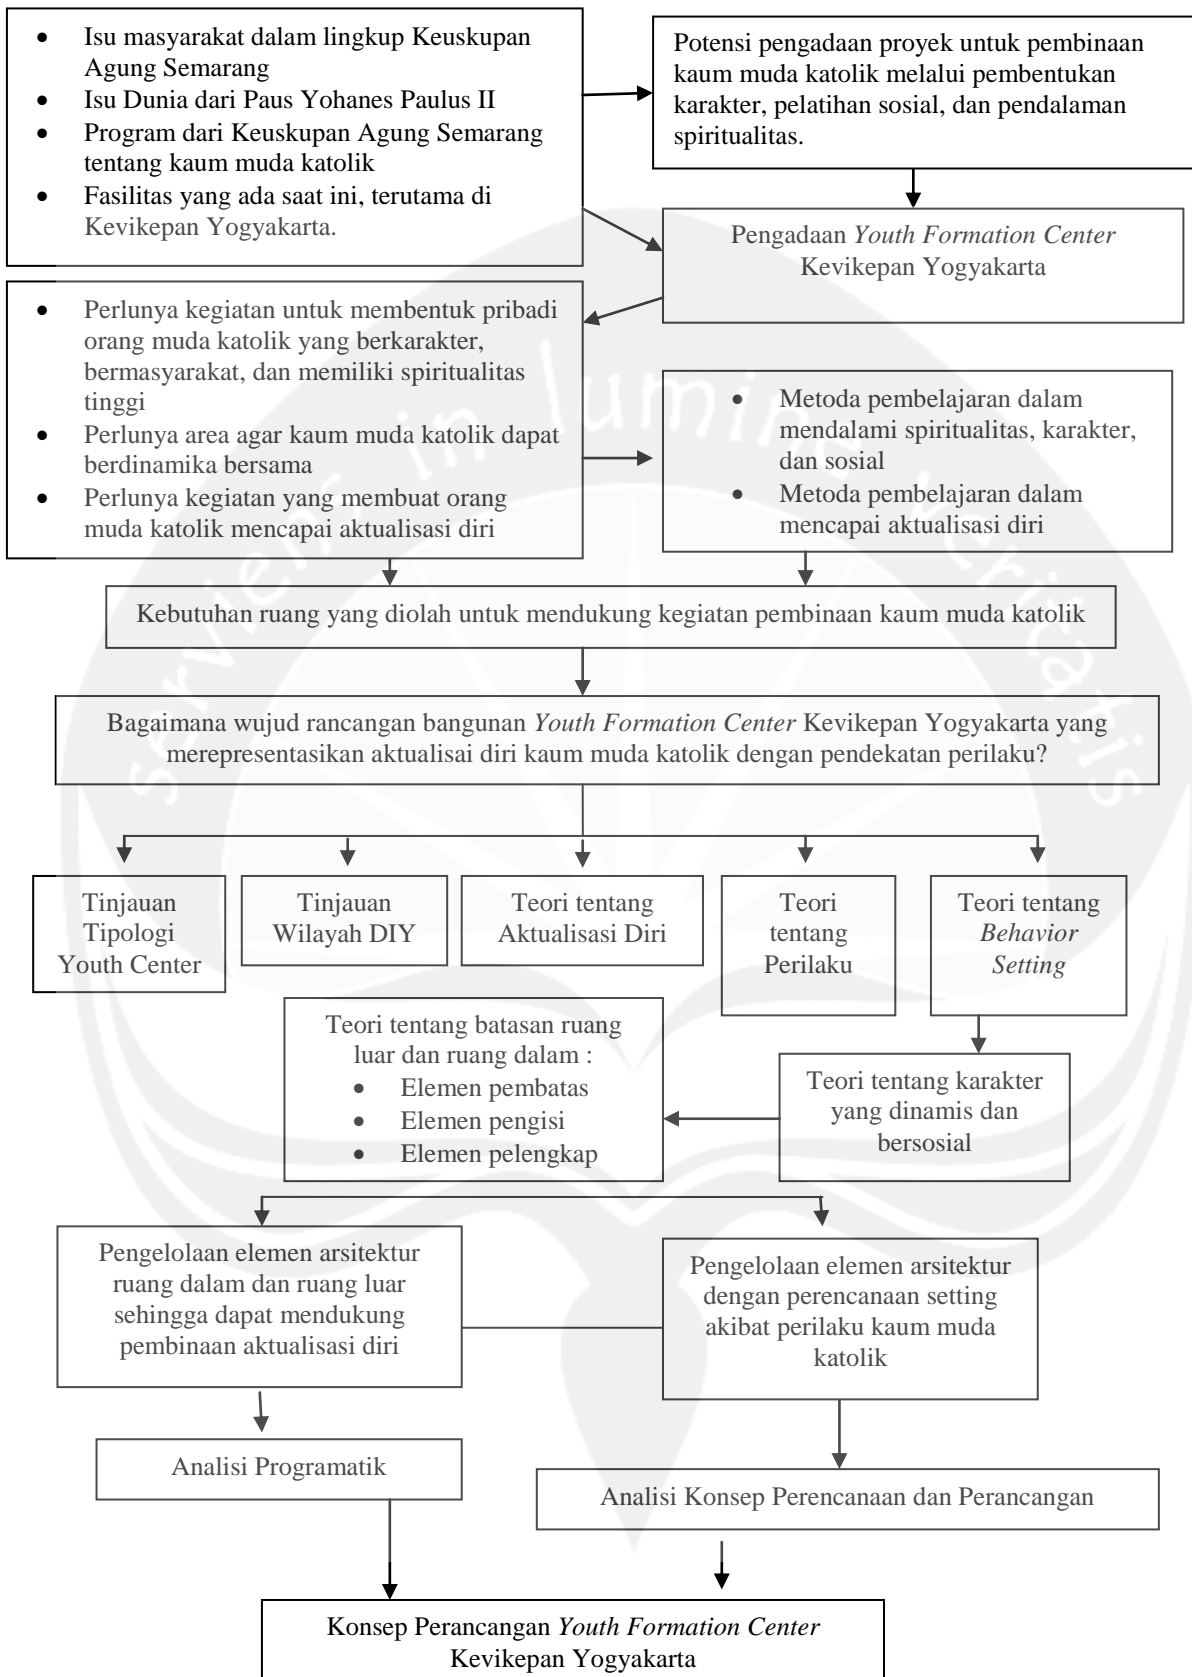 • Isu masyarakat dalam lingkup Keuskupan
Agung Semarang
• Isu Dunia dari Paus Yohanes Paulus II
• Program dari Keuskupan Agung Semarang
tentang kaum muda katolik
• Fasilitas yang ada saat ini, terutama di
Kevikepan Yogyakarta.
Potensi pengadaan proyek untuk pembinaan
kaum muda katolik melalui pembentukan
karakter, pelatihan sosial, dan pendalaman
spiritualitas.
Pengadaan Youth Formation Center
Kevikepan Yogyakarta
• Perlunya kegiatan untuk membentuk pribadi
orang muda katolik yang berkarakter,
bermasyarakat, dan memiliki spiritualitas
tinggi
• Perlunya area agar kaum muda katolik dapat
berdinamika bersama
• Perlunya kegiatan yang membuat orang
muda katolik mencapai aktualisasi diri
• Metoda pembelajaran dalam
mendalami spiritualitas, karakter,
dan sosial
• Metoda pembelajaran dalam
mencapai aktualisasi diri
Kebutuhan ruang yang diolah untuk mendukung kegiatan pembinaan kaum muda katolik
Bagaimana wujud rancangan bangunan Youth Formation Center Kevikepan Yogyakarta yang
merepresentasikan aktualisai diri kaum muda katolik dengan pendekatan perilaku?
Tinjauan
Tipologi
Youth Center
Tinjauan
Wilayah DIY
Teori tentang
Aktualisasi Diri
Teori
tentang
Perilaku
Teori tentang
Behavior
Setting
Teori tentang batasan ruang
luar dan ruang dalam :
• Elemen pembatas
• Elemen pengisi
• Elemen pelengkap
Teori tentang karakter
yang dinamis dan
bersosial
Pengelolaan elemen arsitektur
ruang dalam dan ruang luar
sehingga dapat mendukung
pembinaan aktualisasi diri
Pengelolaan elemen arsitektur
dengan perencanaan setting
akibat perilaku kaum muda
katolik
Analisi Programatik
Analisi Konsep Perencanaan dan Perancangan
Konsep Perancangan Youth Formation Center
Kevikepan Yogyakarta
serviens in lumine veritatis